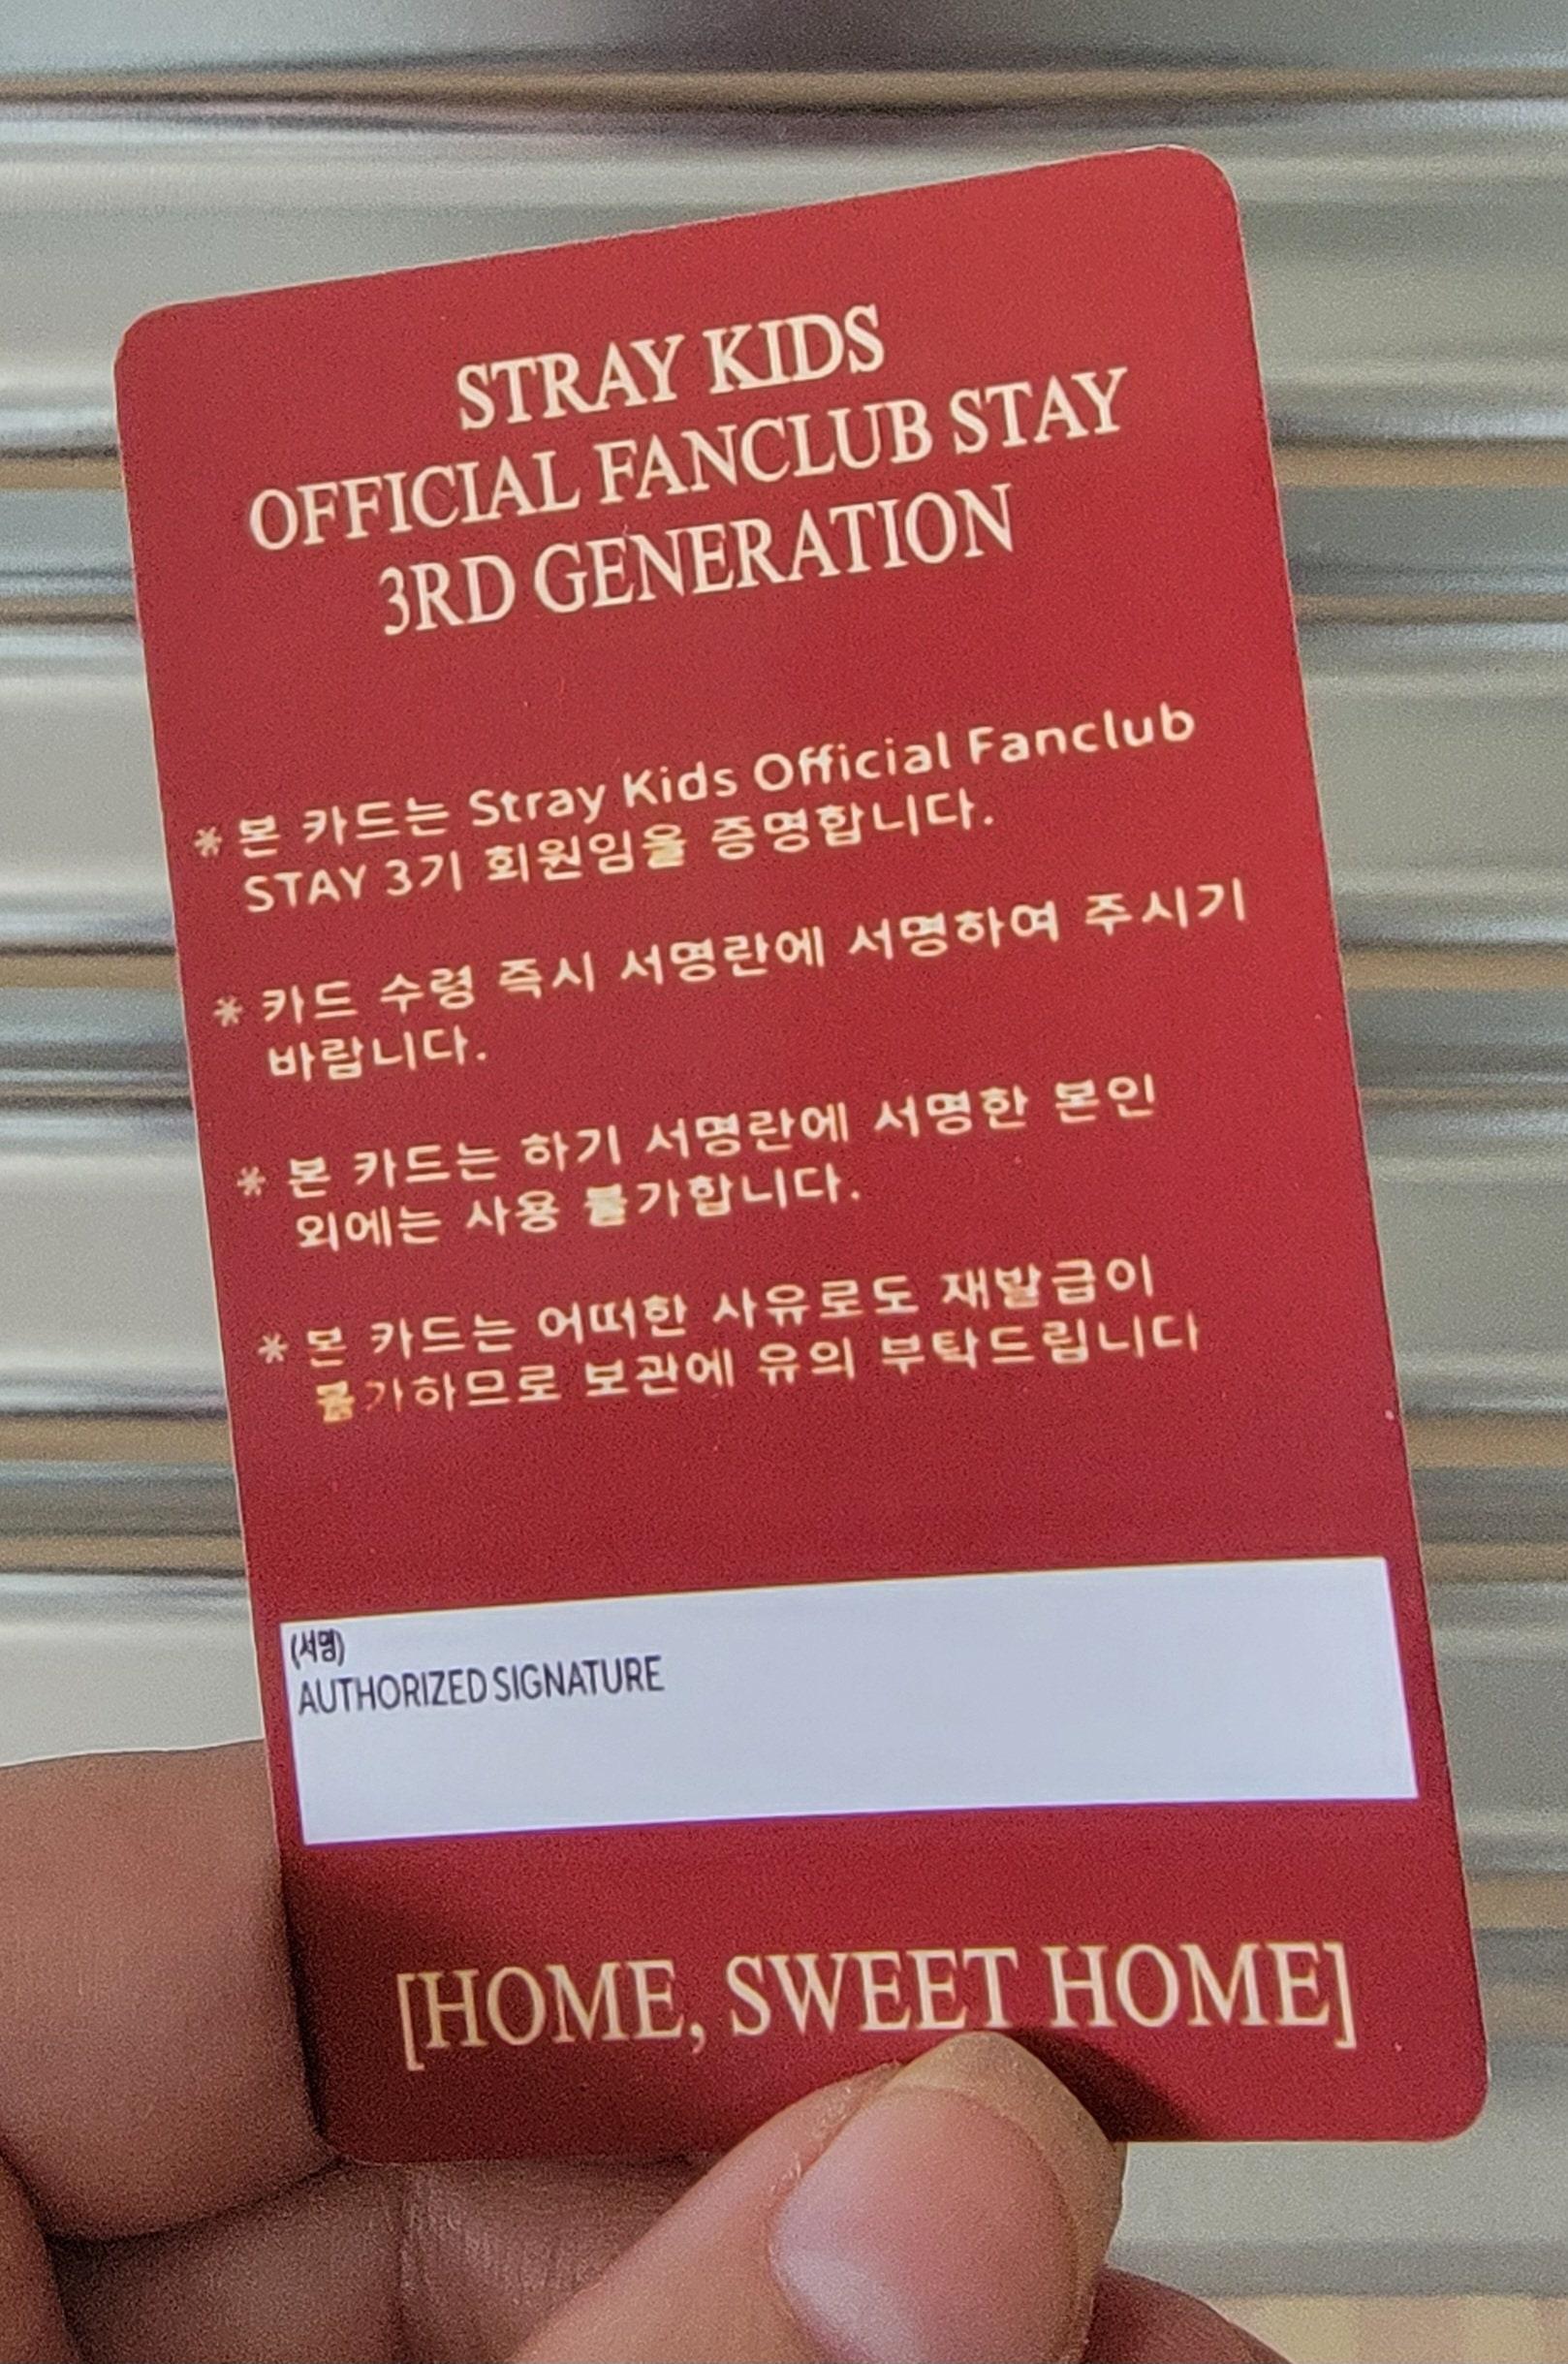 STRAY KIDS
OFFICIAL FANCLUB STAY
3RD GENERATION
* 본 카드는 Stray Kids Official Fanclub
STAY 3기 회원임을 증명합니다.
* 카드 수령 즉시 서명란에 서명하여 주시기
바랍니다.
* 본 카드는 하기 서명란에 서명한 본인
외에는 사용 불가합니다.
* 본 카드는 어떠한 사유로도 재발급이
불가하므로 보관에 유의 부탁드립니다
(서명)
AUTHORIZED SIGNATURE
[HOME, SWEET HOME]